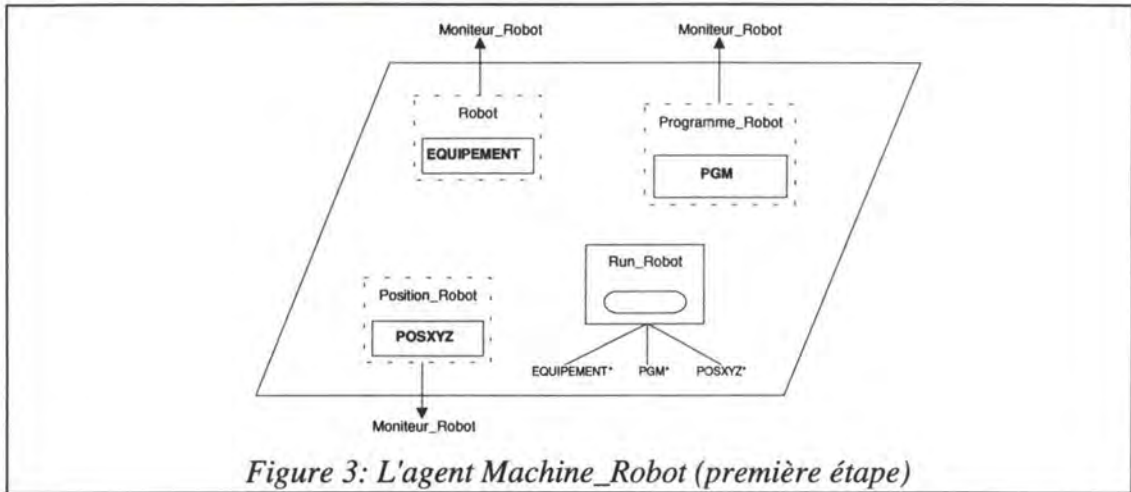 Moniteur_Robot
Moniteur_Robot
Robot
EQUIPEMENT
Programme_Robot
PGM
Run_Robot
Position_Robot
POSXYZ
EQUIPEMENT*
PGM*
POSXYZ*
Moniteur_Robot
Figure 3: L'agent Machine_Robot (première étape)